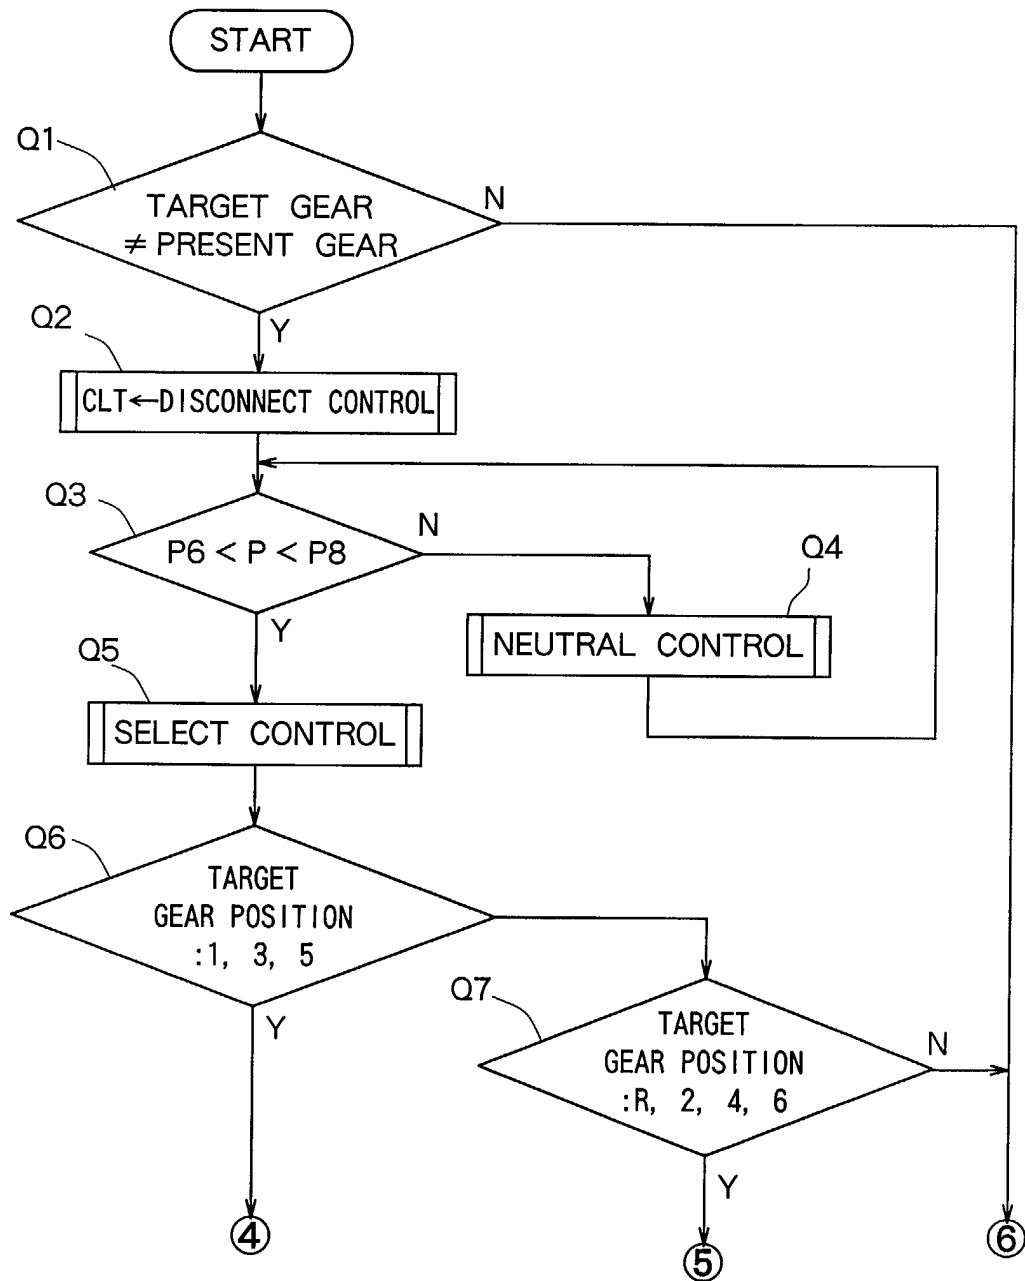 START
Q1
TARGET GEAR
≠ PRESENT GEAR
N
Y
Q2
CLT←DISCONNECT CONTROL
Q3
P6 < P < P8
N
Y
Q4
NEUTRAL CONTROL
Q5
SELECT CONTROL
Q6
TARGET
GEAR POSITION
:1, 3, 5
Y
Q7
TARGET
GEAR POSITION
:R, 2, 4, 6
N
Y
④
⑤
⑥